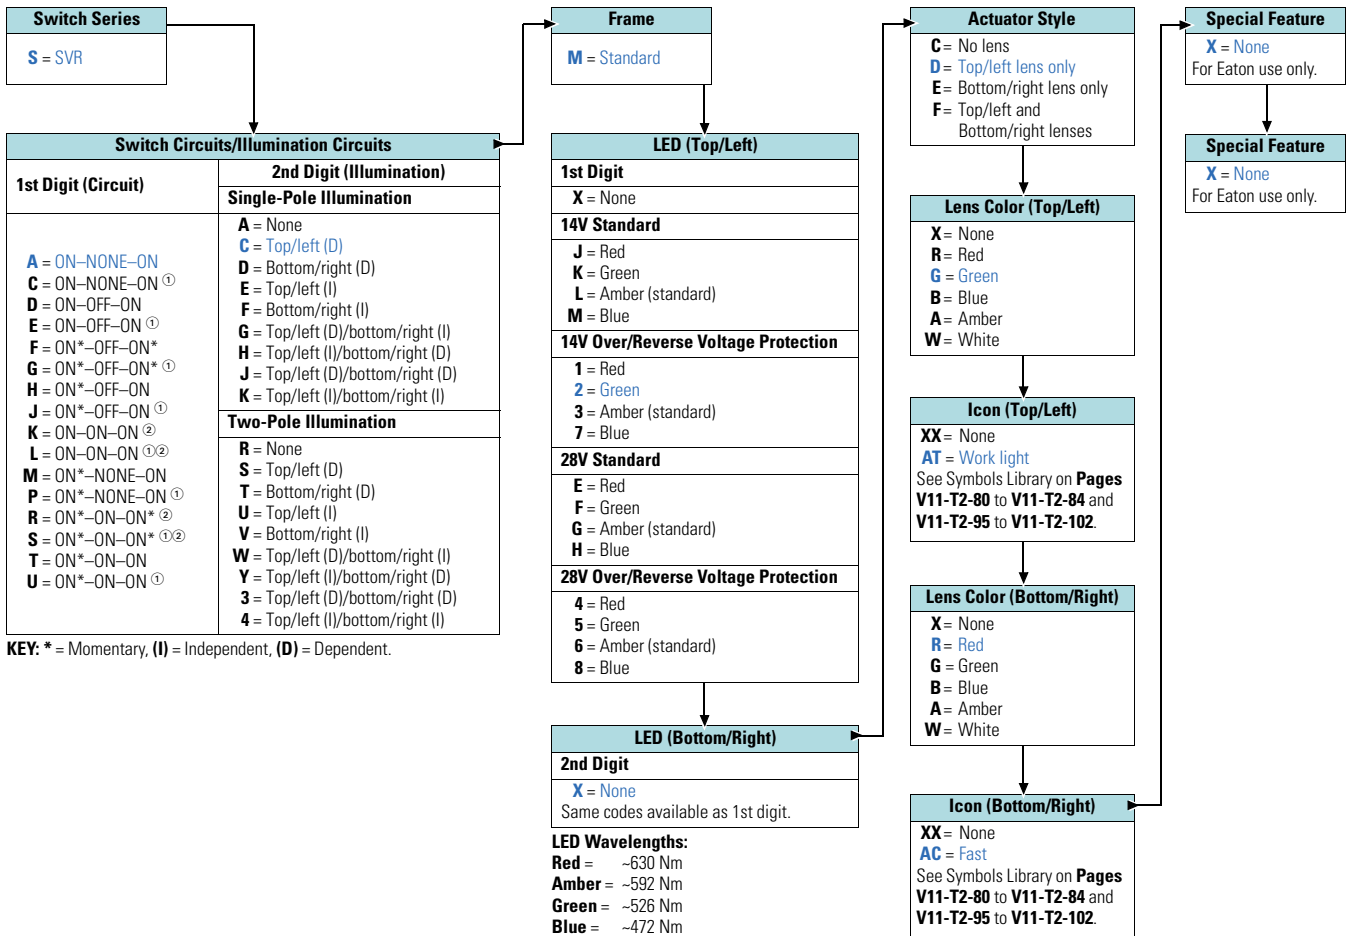 Switch Series
S = SVR
Switch Circuits/Illumination Circuits
1st Digit (Circuit)
A = ON–NONE–ON
C = ON–NONE–ON ①
D = ON–OFF–ON
E = ON–OFF–ON ①
F = ON*–OFF–ON*
G = ON*–OFF–ON* ①
H = ON*–OFF–ON
J = ON*–OFF–ON ①
K = ON–ON–ON ②
L = ON–ON–ON ①②
M = ON*–NONE–ON
P = ON*–NONE–ON ①
R = ON*–ON–ON* ②
S = ON*–ON–ON* ①②
T = ON*–ON–ON
U = ON*–ON–ON ①
2nd Digit (Illumination)
Single-Pole Illumination
A = None
C = Top/left (D)
D = Bottom/right (D)
E = Top/left (I)
F = Bottom/right (I)
G = Top/left (D)/bottom/right (I)
H = Top/left (I)/bottom/right (D)
J = Top/left (D)/bottom/right (D)
K = Top/left (I)/bottom/right (I)
Two-Pole Illumination
R = None
S = Top/left (D)
T = Bottom/right (D)
U = Top/left (I)
V = Bottom/right (I)
W = Top/left (D)/bottom/right (I)
Y = Top/left (I)/bottom/right (D)
3 = Top/left (D)/bottom/right (D)
4 = Top/left (I)/bottom/right (I)
KEY: * = Momentary, (I) = Independent, (D) = Dependent.
Frame
M = Standard
LED (Top/Left)
1st Digit
X = None
14V Standard
J = Red
K = Green
L = Amber (standard)
M = Blue
14V Over/Reverse Voltage Protection
1 = Red
2 = Green
3 = Amber (standard)
7 = Blue
28V Standard
E = Red
F = Green
G = Amber (standard)
H = Blue
28V Over/Reverse Voltage Protection
4 = Red
5 = Green
6 = Amber (standard)
8 = Blue
LED (Bottom/Right)
2nd Digit
X = None
Same codes available as 1st digit.
LED Wavelengths:
Red = ~630 Nm
Amber = ~592 Nm
Green = ~526 Nm
Blue = ~472 Nm
Actuator Style
C = No lens
D = Top/left lens only
E = Bottom/right lens only
F = Top/left and
Bottom/right lenses
Lens Color (Top/Left)
X = None
R = Red
G = Green
B = Blue
A = Amber
W = White
Icon (Top/Left)
XX = None
AT = Work light
See Symbols Library on Pages
V11-T2-80 to V11-T2-84 and
V11-T2-95 to V11-T2-102.
Lens Color (Bottom/Right)
X = None
R = Red
G = Green
B = Blue
A = Amber
W = White
Icon (Bottom/Right)
XX = None
AC = Fast
See Symbols Library on Pages
V11-T2-80 to V11-T2-84 and
V11-T2-95 to V11-T2-102.
Special Feature
X = None
For Eaton use only.
Special Feature
X = None
For Eaton use only.